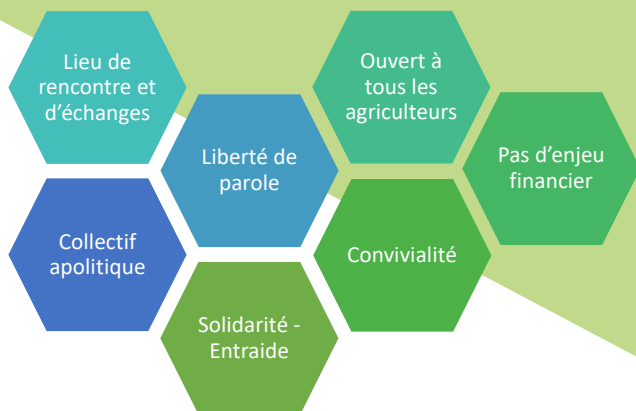 Lieu de
rencontre et
d'échanges
Ouvert à
tous les
agriculteurs
Liberté de
parole
Pas d'enjeu
financier
Collectif
apolitique
Convivialité
Solidarité -
Entraide